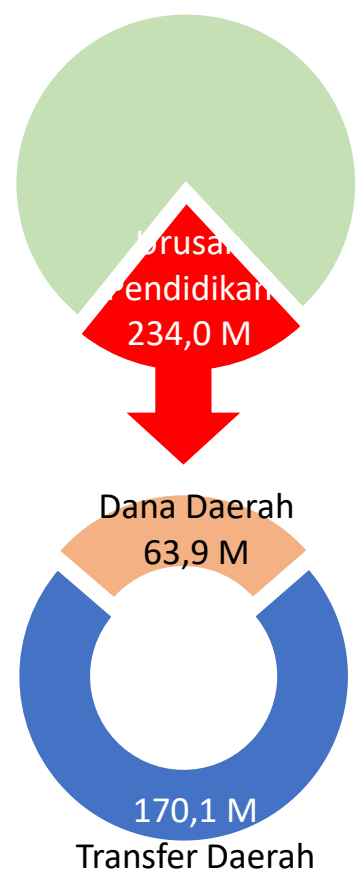 Urusan
Pendidikan
234,0 M
Dana Daerah
63,9 M
170,1 M
Transfer Daerah